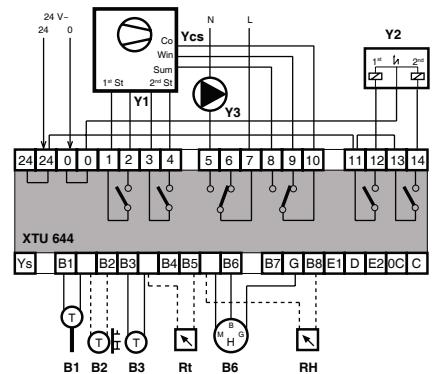 24 V~
24 0
N L
Ycs
Y2
Co
Win
Sum
1st St 2nd St
Y1
Y3
1st 2nd
24 24 0 0 1 2 3 4 5 6 7 8 9 10 11 12 13 14
XTU 644
Ys B1 B2 B3 B4 B5 B6 B7 G B8 E1 D E2 0C C
T T T
M B G
H
B1 B2 B3 Rt B6 RH